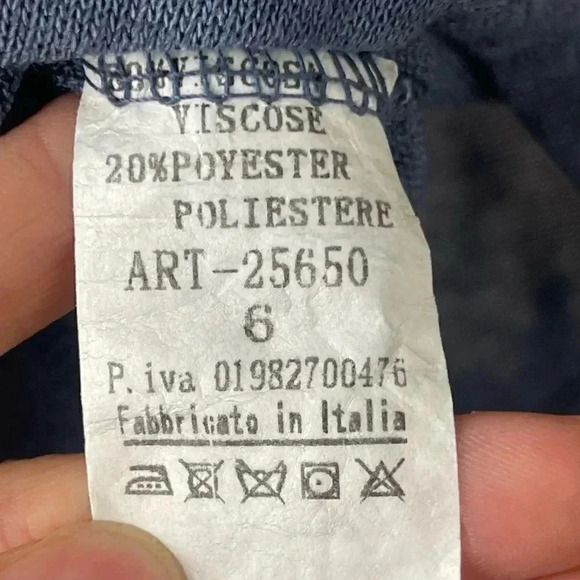 VISCOSE
20%POYESTER
POLIESTERE
ART-25650
6
P.iva 01982700476
Fabbricato in Italia